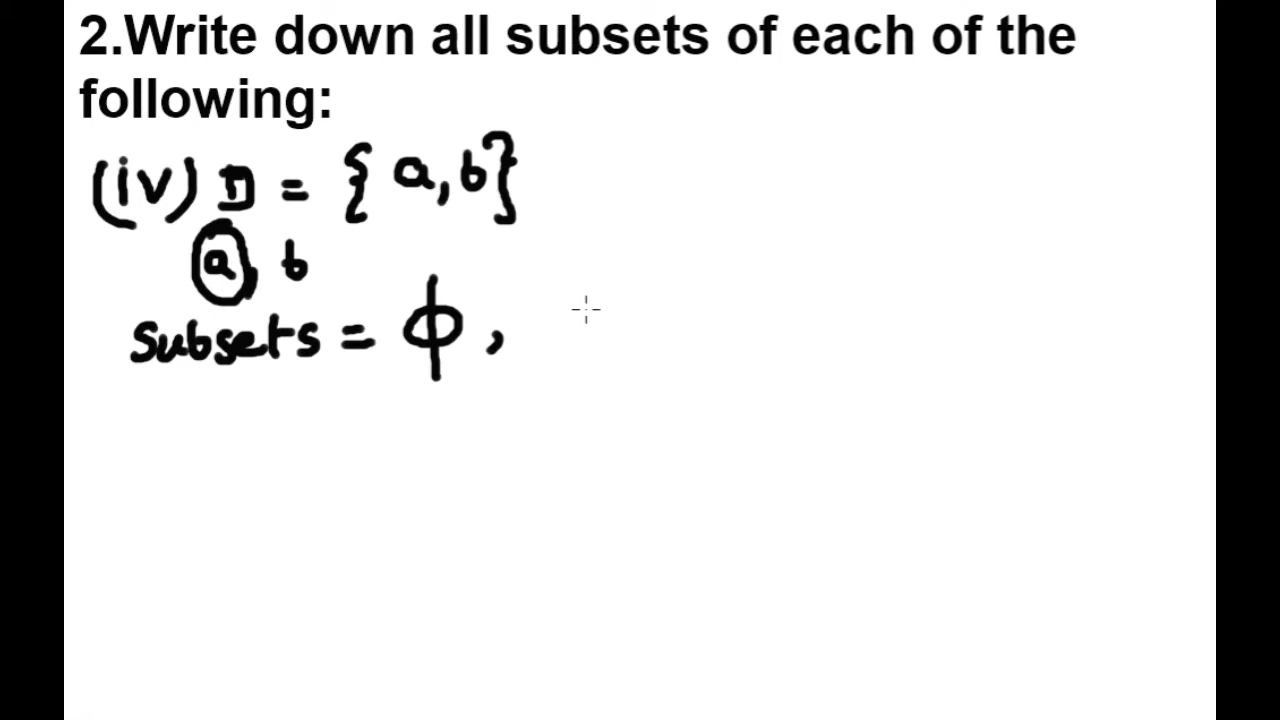 2.Write down all subsets of each of the
following:
(iv) D = { a, b}
a, b
subsets = ϕ ,